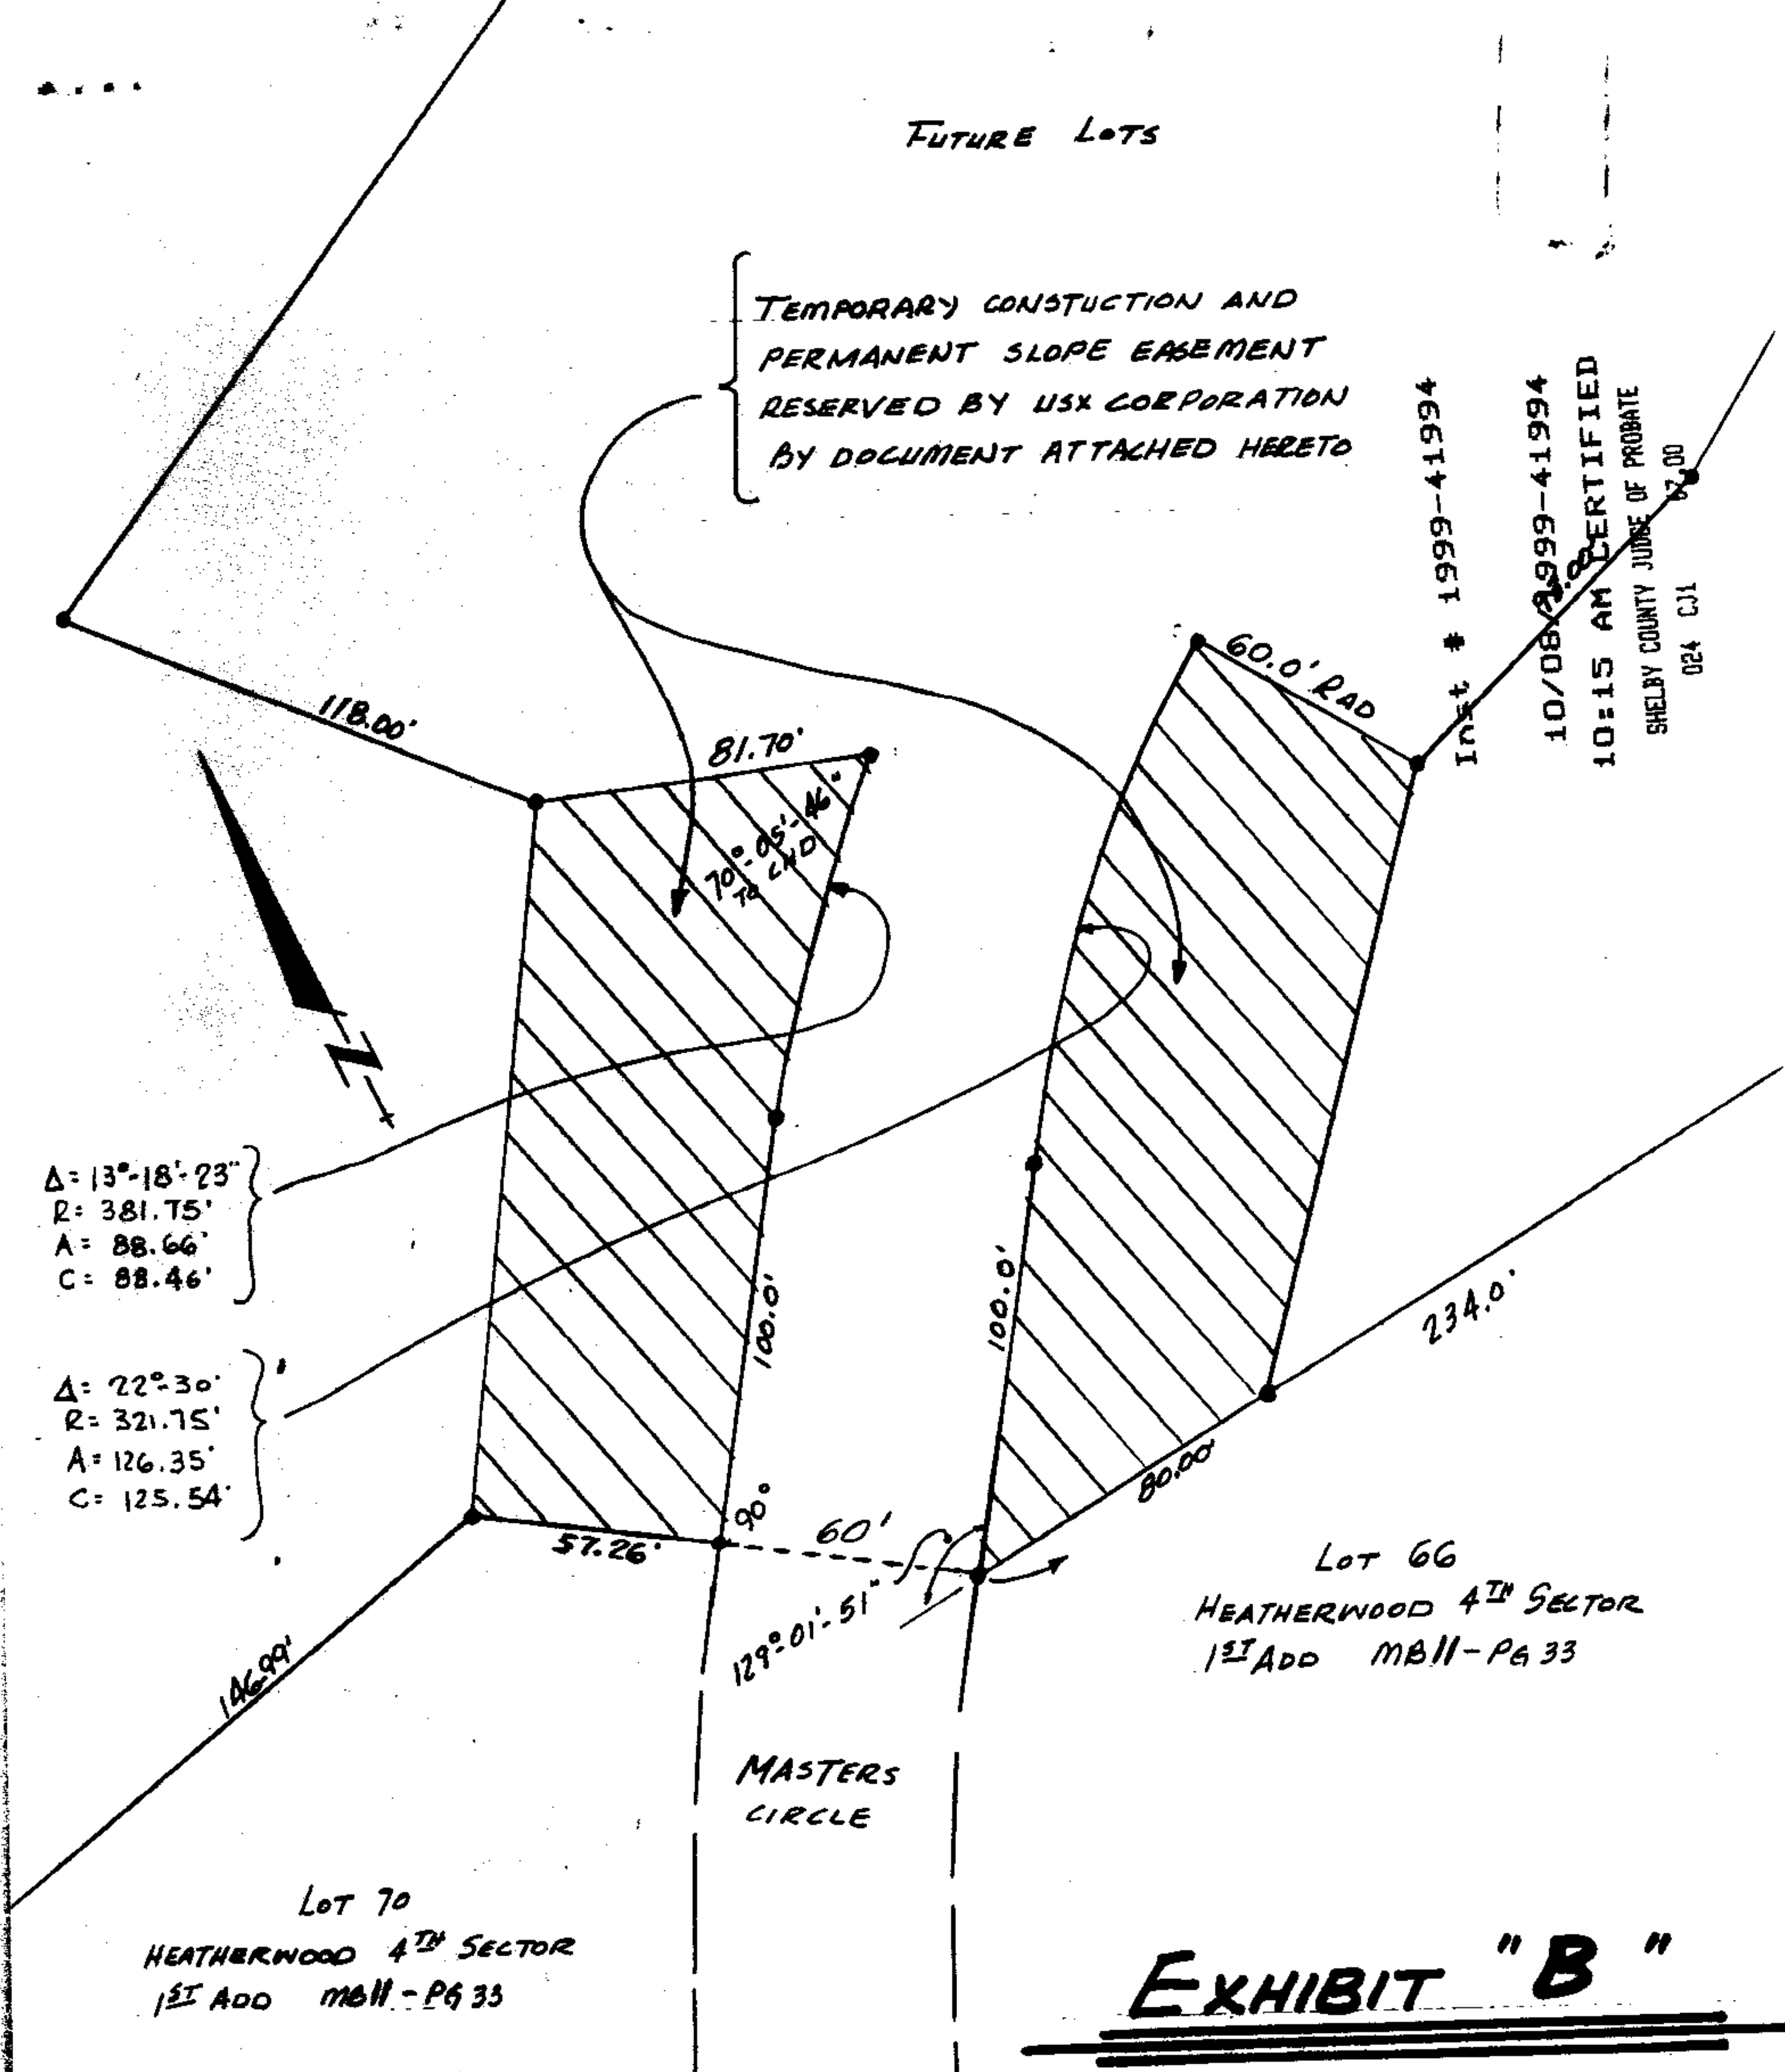 FUTURE LOTS
TEMPORARY CONSTUCTION AND
PERMANENT SLOPE EASEMENT
RESERVED BY USX CORPORATION
BY DOCUMENT ATTACHED HERETO
Inst # 1999-41994
10/08/1999-41994
10:15 AM CERTIFIED
SHELBY COUNTY JUDGE OF PROBATE
024 CJ1 67.00
60.0' RAD
118.00'
81.70'
70°-05'-46"
TO CHD
N
Δ= 13°-18'-23"
R= 381.75'
A= 88.66'
C= 88.46'
100.0'
100.0'
234.0'
Δ= 22°-30'
R= 321.75'
A= 126.35'
C= 125.54'
80.00'
90°
60'
57.26'
129°-01'-51"
LOT 66
HEATHERWOOD 4TH SECTOR
1ST ADD MB11-PG 33
146.99'
MASTERS
CIRCLE
LOT 70
HEATHERWOOD 4TH SECTOR
1ST ADD MB11-PG 33
EXHIBIT "B"